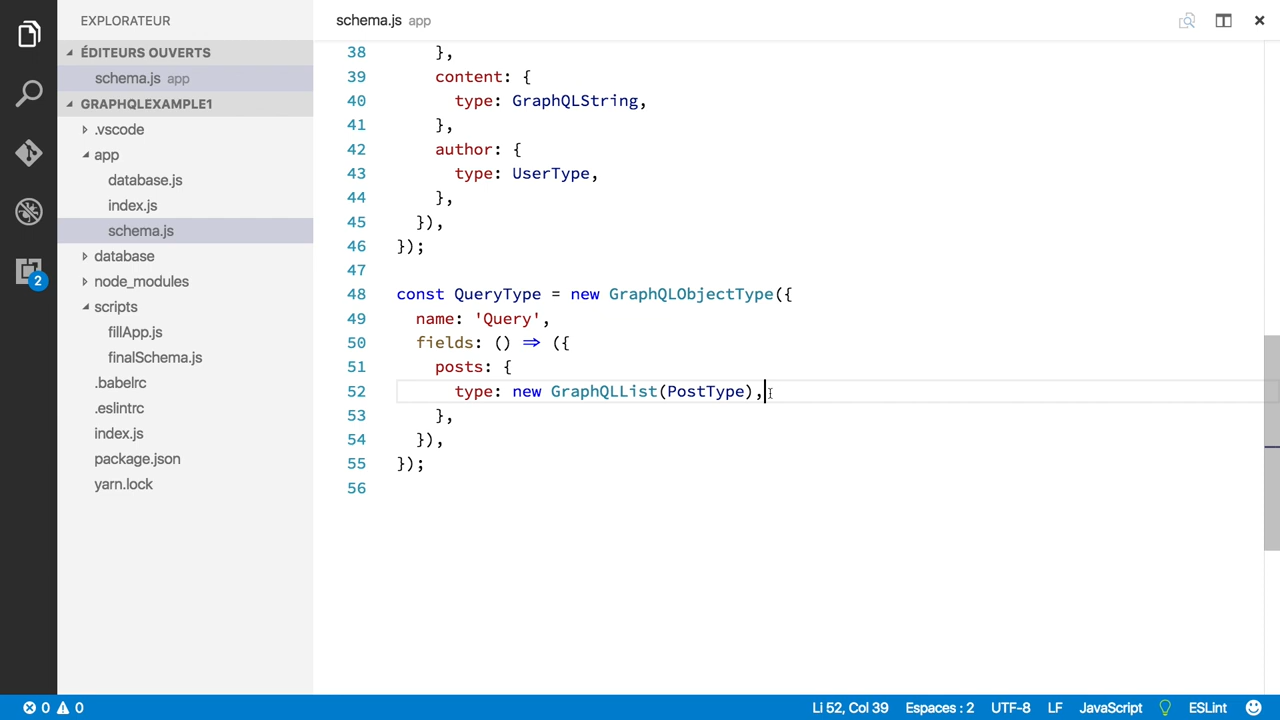 EXPLORATEUR
ÉDITEURS OUVERTS
schema.js app
GRAPHQLEXAMPLE1
.vscode
app
database.js
index.js
schema.js
database
node_modules
scripts
fillApp.js
finalSchema.js
.babelrc
.eslintrc
index.js
package.json
yarn.lock
2
schema.js app
38 },
39 content: {
40 type: GraphQLString,
41 },
42 author: {
43 type: UserType,
44 },
45 }),
46 });
47
48 const QueryType = new GraphQLObjectType({
49 name: 'Query',
50 fields: () => ({
51 posts: {
52 type: new GraphQLList(PostType),
53 },
54 }),
55 });
56
0 0 Li 52, Col 39 Espaces : 2 UTF-8 LF JavaScript ESLint